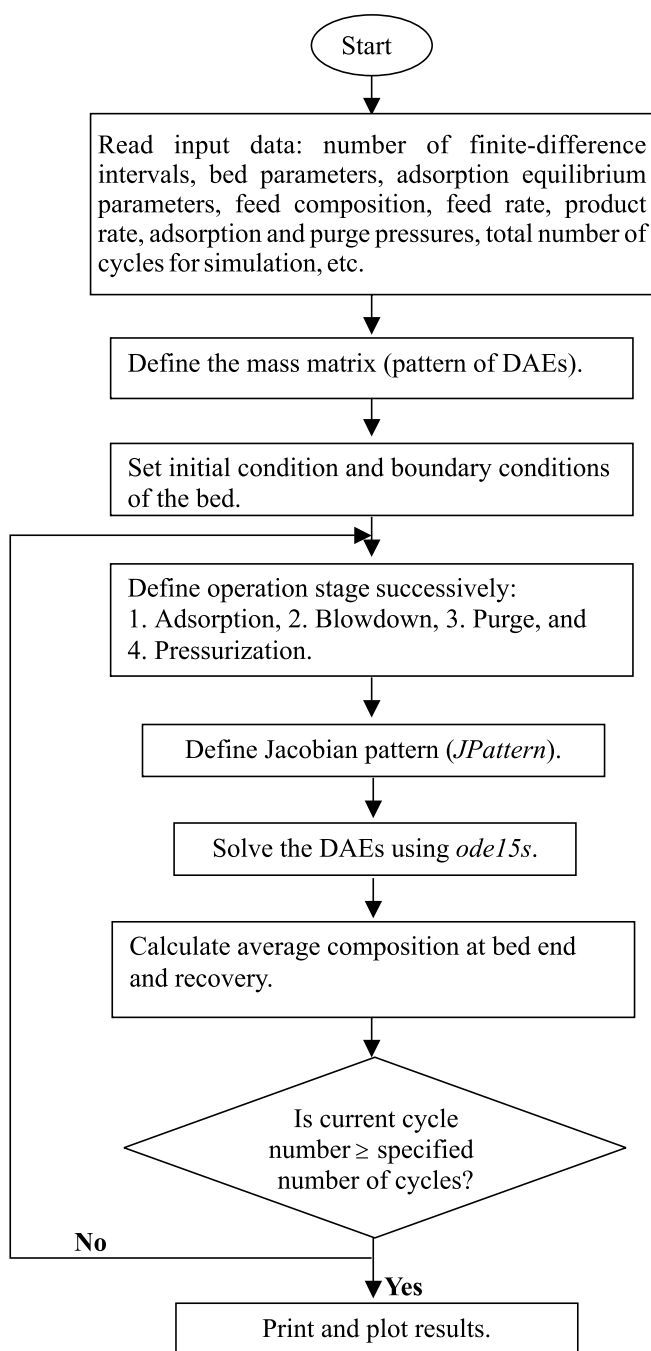 Start
Read input data: number of finite-difference
intervals, bed parameters, adsorption equilibrium
parameters, feed composition, feed rate, product
rate, adsorption and purge pressures, total number of
cycles for simulation, etc.
Define the mass matrix (pattern of DAEs).
Set initial condition and boundary conditions
of the bed.
Define operation stage successively:
1. Adsorption, 2. Blowdown, 3. Purge, and
4. Pressurization.
Define Jacobian pattern (JPattern).
Solve the DAEs using ode15s.
Calculate average composition at bed end
and recovery.
Is current cycle
number ≥ specified
number of cycles?
No
Yes
Print and plot results.